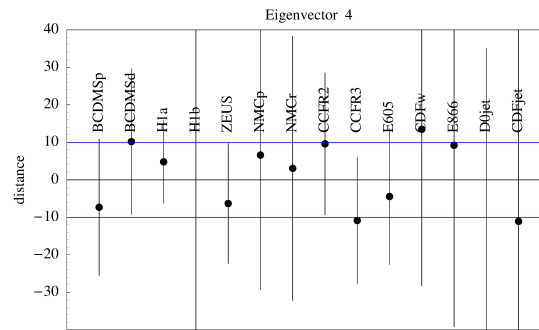 Eigenvector 4
distance
40
30
20
10
0
−10
−20
−30
BCDMSp
BCDMSd
H1a
H1b
ZEUS
NMCp
NMCr
CCFR2
CCFR3
E605
CDFw
E866
D0jet
CDFjet